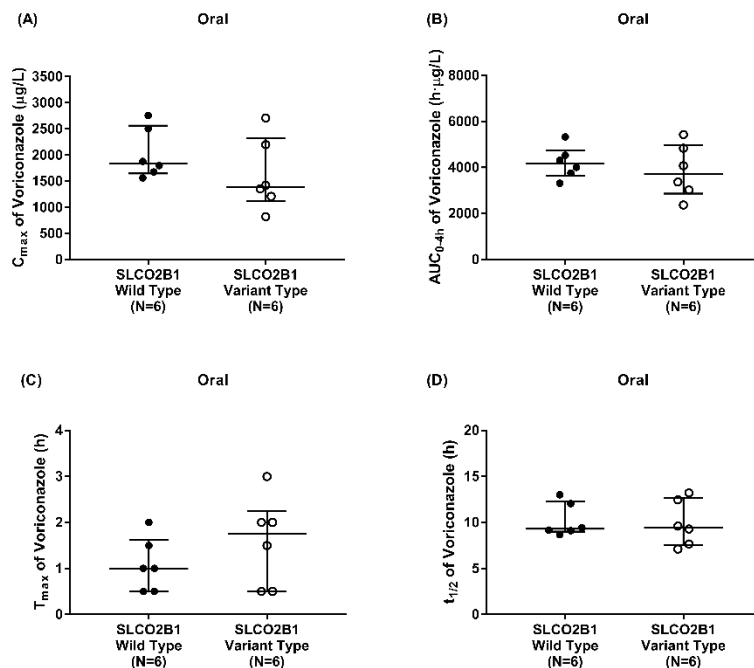 (A)
Oral
Cmax of Voriconazole (μg/L)
3500
3000
2500
2000
1500
1000
500
0
SLCO2B1
Wild Type
(N=6)
SLCO2B1
Variant Type
(N=6)
(B)
Oral
AUC0-4h of Voriconazole (h·μg/L)
8000
6000
4000
2000
0
SLCO2B1
Wild Type
(N=6)
SLCO2B1
Variant Type
(N=6)
(C)
Oral
Tmax of Voriconazole (h)
4
3
2
1
0
SLCO2B1
Wild Type
(N=6)
SLCO2B1
Variant Type
(N=6)
(D)
Oral
t1/2 of Voriconazole (h)
20
15
10
5
0
SLCO2B1
Wild Type
(N=6)
SLCO2B1
Variant Type
(N=6)